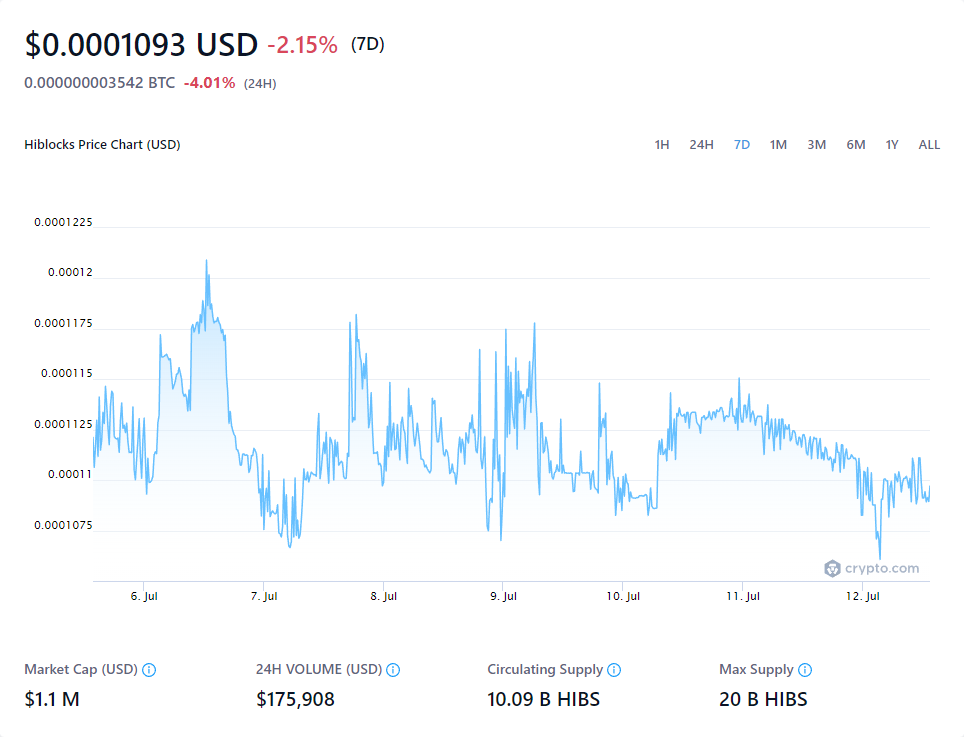 $0.0001093 USD -2.15% (7D)
0.000000003542 BTC -4.01% (24H)
Hiblocks Price Chart (USD) 1H 24H 7D 1M 3M 6M 1Y ALL
0.0001225
0.00012
0.0001175
0.000115
0.0001125
0.00011
0.0001075
crypto.com
6. Jul 7. Jul 8. Jul 9. Jul 10. Jul 11. Jul 12. Jul
Market Cap (USD) 24H VOLUME (USD) Circulating Supply Max Supply
$1.1 M $175,908 10.09 B HIBS 20 B HIBS